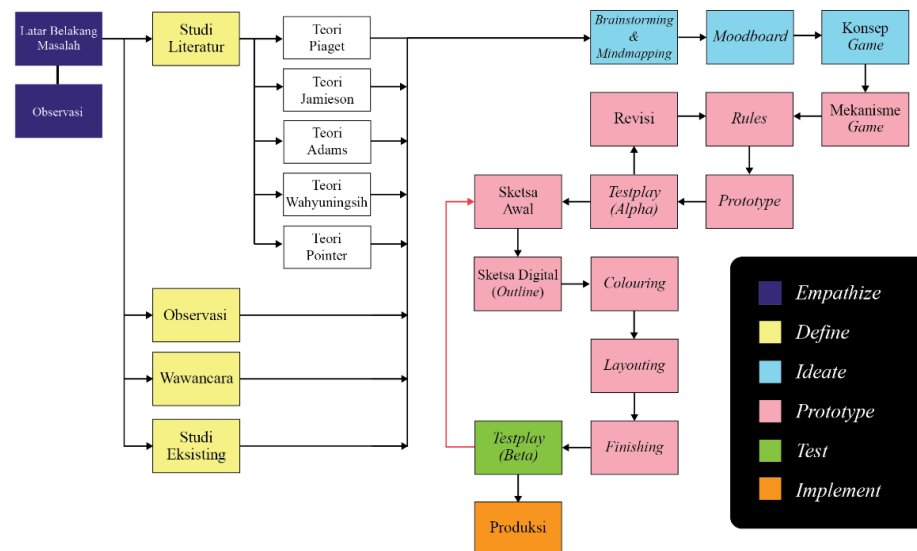 Latar Belakang
Masalah
Observasi
Studi
Literatur
Teori
Piaget
Teori
Jamieson
Teori
Adams
Teori
Wahyuningsih
Teori
Pointer
Observasi
Wawancara
Studi
Eksisting
Brainstorming
&
Mindmapping
Moodboard
Konsep
Game
Revisi
Rules
Mekanisme
Game
Sketsa
Awal
Testplay
(Alpha)
Prototype
Sketsa Digital
(Outline)
Colouring
Layouting
Testplay
(Beta)
Finishing
Produksi
Empathize
Define
Ideate
Prototype
Test
Implement